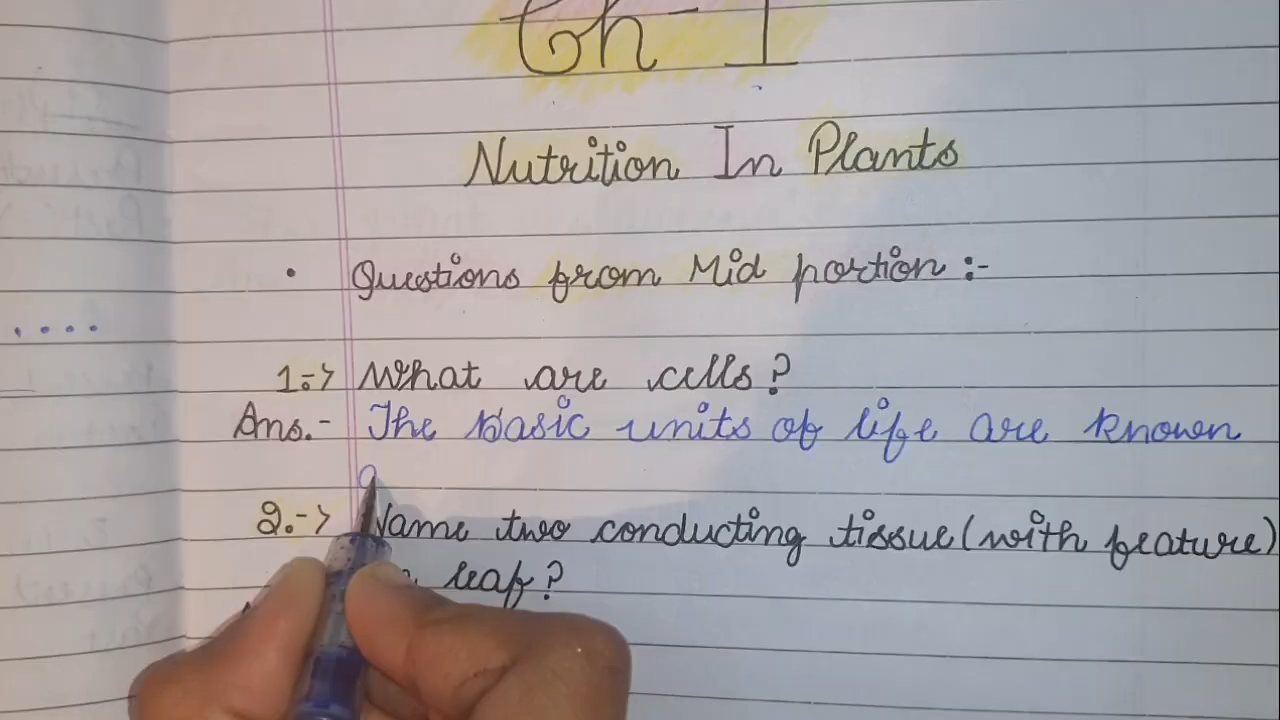 Ch - 1
Nutrition In Plants
• Questions from Mid portion :-
1.-> What are cells?
Ans.- The basic units of life are known
2.-> Name two conducting tissue (with feature)
leaf?